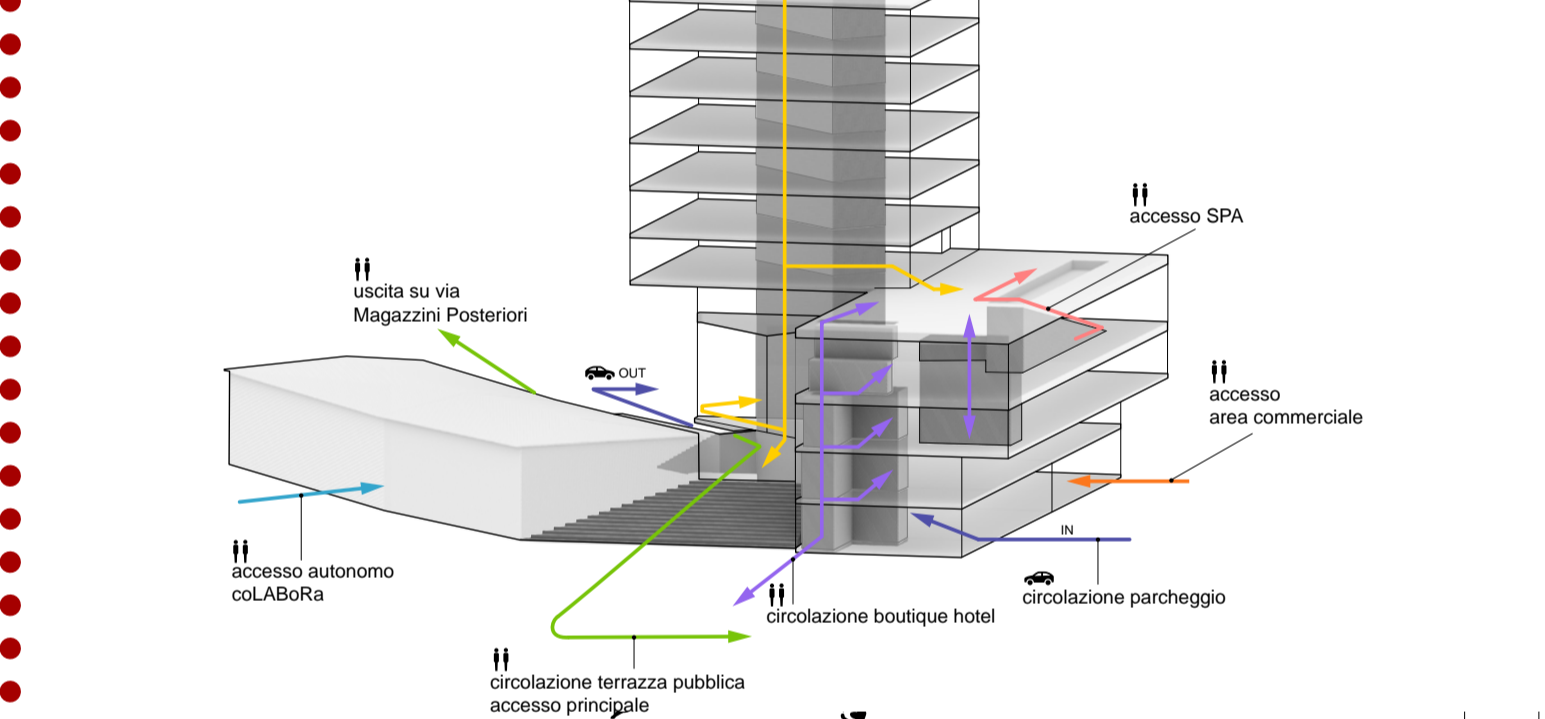 accesso SPA
uscita su via
Magazzini Posteriori
OUT
accesso
area commerciale
IN
accesso autonomo
coLABoRa
circolazione parcheggio
circolazione boutique hotel
circolazione terrazza pubblica
accesso principale